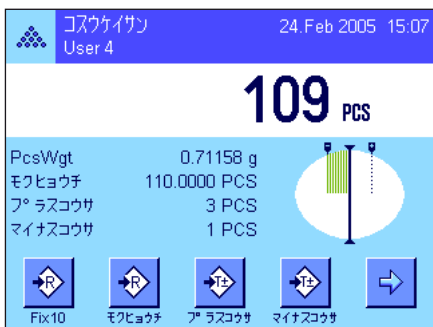 コスウケイサン 24.Feb 2005 15:07
User 4
109 PCS
PcsWgt 0.71158 g
モクヒョウチ 110.0000 PCS
プラスコウサ 3 PCS
マイナスコウサ 1 PCS
R R T± T±
Fix10 モクヒョウチ プラスコウサ マイナスコウサ